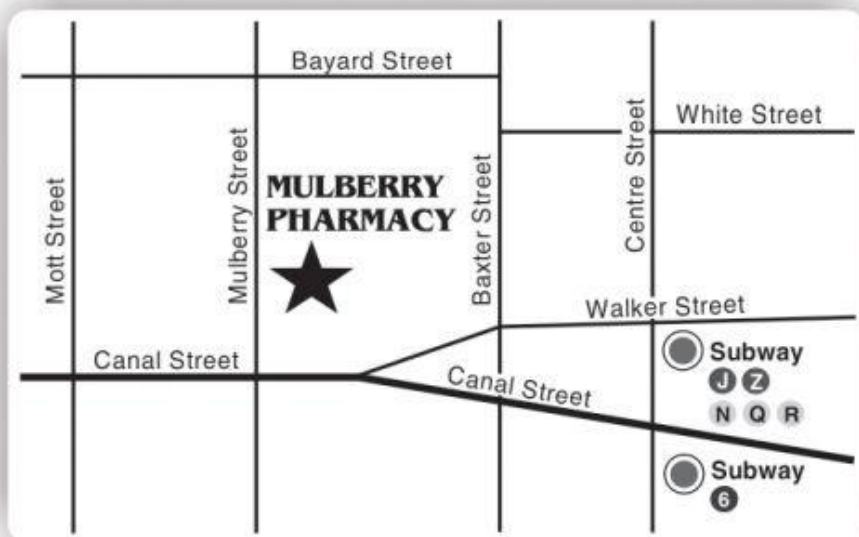 Bayard Street
White Street
Mott Street
Mulberry Street
MULBERRY
PHARMACY
Baxter Street
Centre Street
Walker Street
Canal Street
Canal Street
Subway
J Z
N Q R
Subway
6